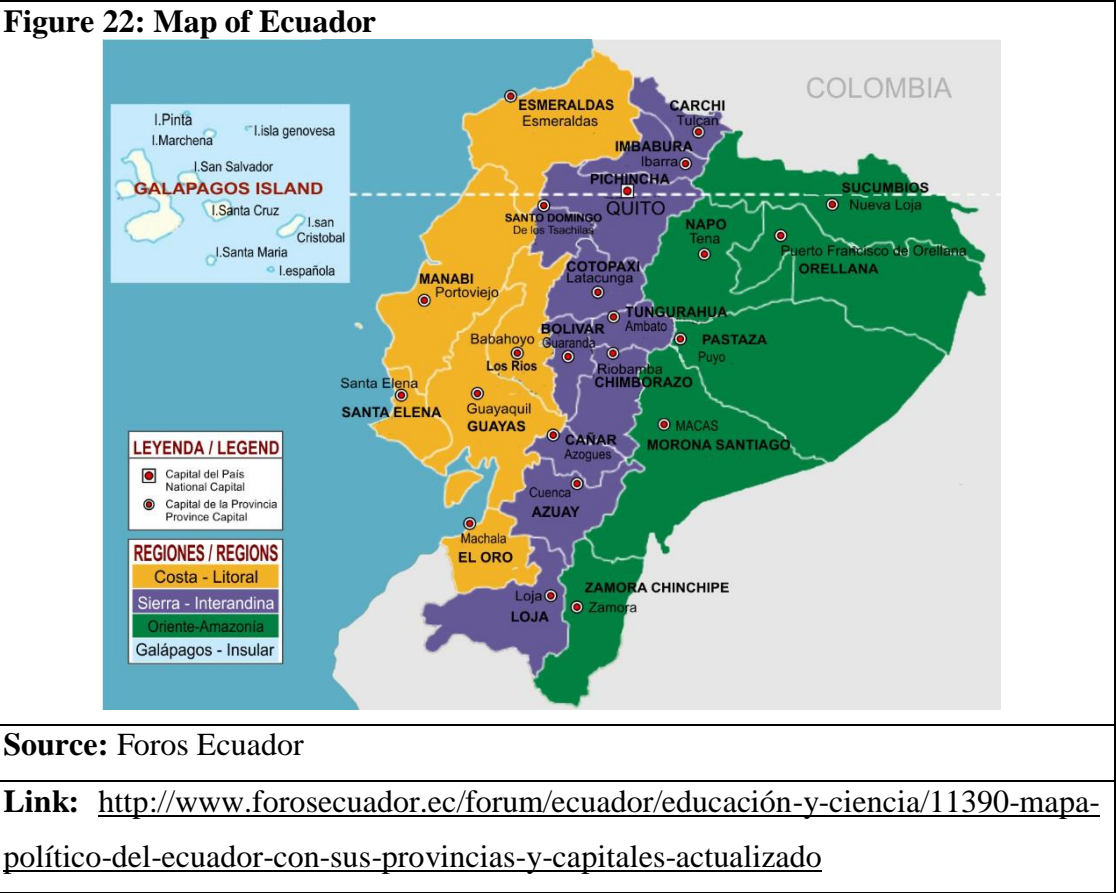 Figure 22: Map of Ecuador
COLOMBIA
ESMERALDAS
Esmeraldas
CARCHI
Tulcan
IMBABURA
Ibarra
PICHINCHA
QUITO
I.Pinta
I.Marchena
I.isla genovesa
I.San Salvador
GALAPAGOS ISLAND
I.Santa Cruz
I.san
Cristobal
I.Santa Maria
I.española
SUCUMBIOS
Nueva Loja
SANTO DOMINGO
De los Tsachilas
NAPO
Tena
Puerto Francisco de Orellana
ORELLANA
COTOPAXI
Latacunga
MANABI
Portoviejo
TUNGURAHUA
Ambato
BOLIVAR
Guaranda
PASTAZA
Puyo
Babahoyo
Los Rios
Riobamba
CHIMBORAZO
Santa Elena
SANTA ELENA
Guayaquil
GUAYAS
MACAS
MORONA SANTIAGO
CAÑAR
Azogues
Cuenca
AZUAY
Machala
EL ORO
Loja
LOJA
ZAMORA CHINCHIPE
Zamora
LEYENDA / LEGEND
Capital del País
National Capital
Capital de la Provincia
Province Capital
REGIONES / REGIONS
Costa - Litoral
Sierra - Interandina
Oriente-Amazonía
Galápagos - Insular
Source: Foros Ecuador
Link: http://www.forosecuador.ec/forum/ecuador/educación-y-ciencia/11390-mapa-
político-del-ecuador-con-sus-provincias-y-capitales-actualizado